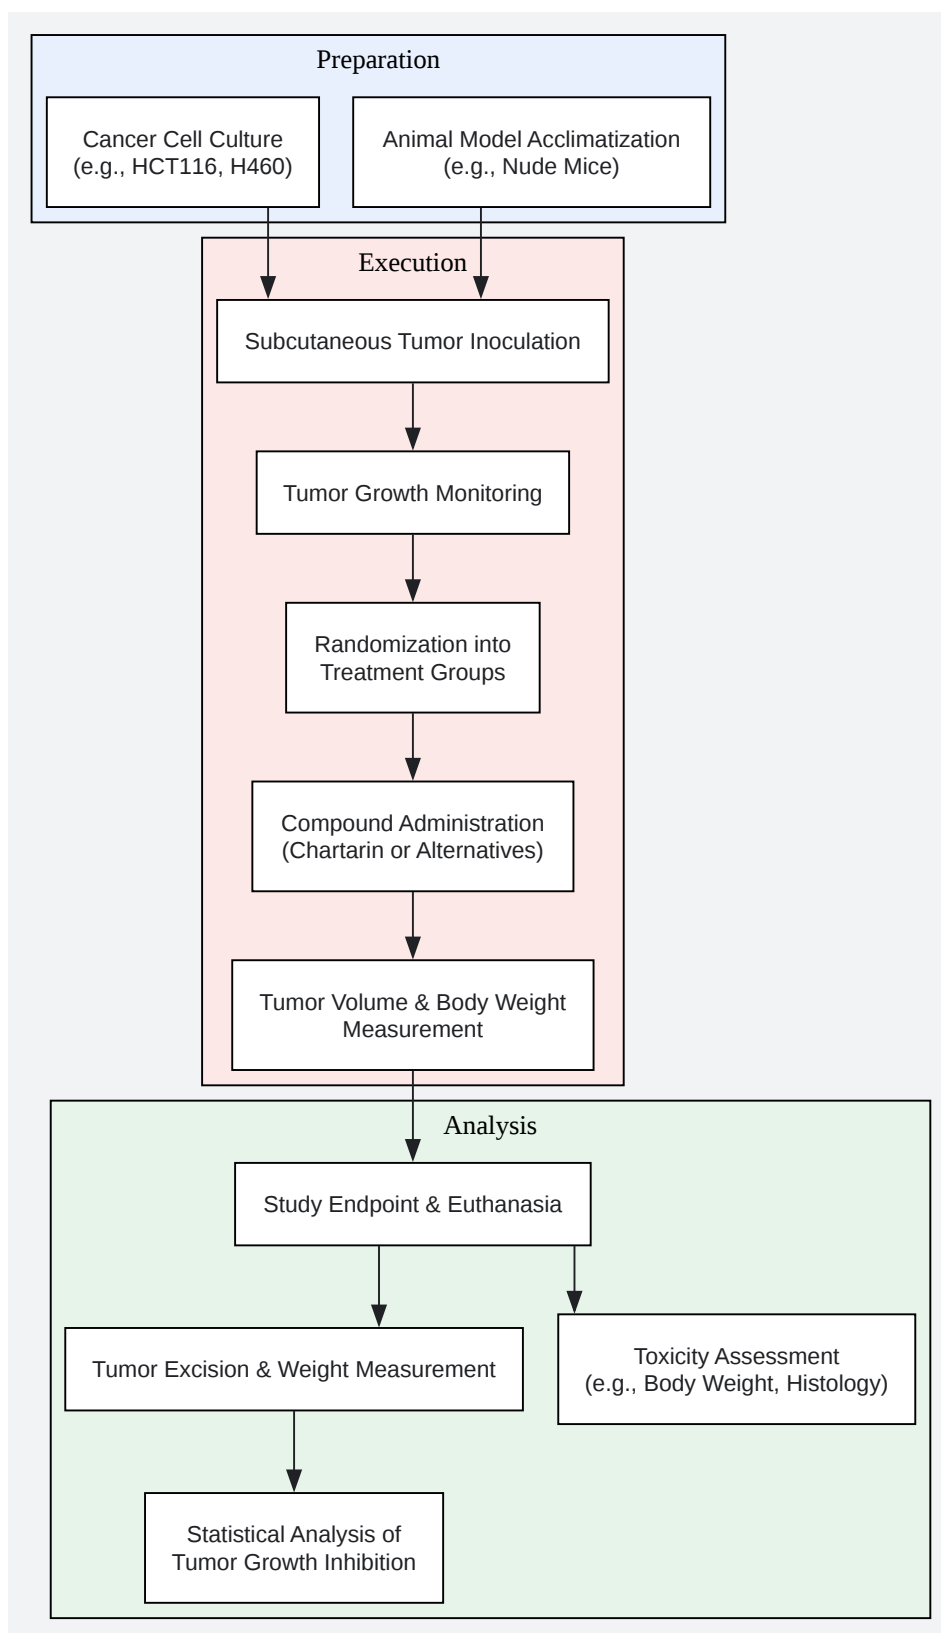 Preparation
Cancer Cell Culture
(e.g., HCT116, H460)
Animal Model Acclimatization
(e.g., Nude Mice)
Execution
Subcutaneous Tumor Inoculation
Tumor Growth Monitoring
Randomization into
Treatment Groups
Compound Administration
(Chartarin or Alternatives)
Tumor Volume & Body Weight
Measurement
Analysis
Study Endpoint & Euthanasia
Tumor Excision & Weight Measurement
Toxicity Assessment
(e.g., Body Weight, Histology)
Statistical Analysis of
Tumor Growth Inhibition